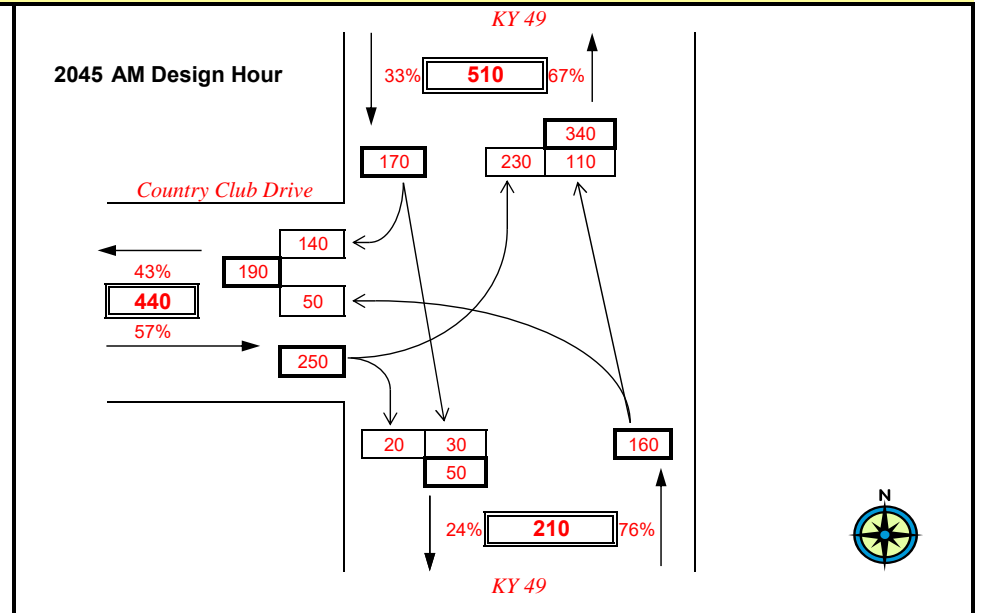 KY 49
2045 AM Design Hour
33% 510 67%
340
170 230 110
Country Club Drive
140
43% 190
440 50
57%
250
20 30 160
50
N
24% 210 76%
KY 49